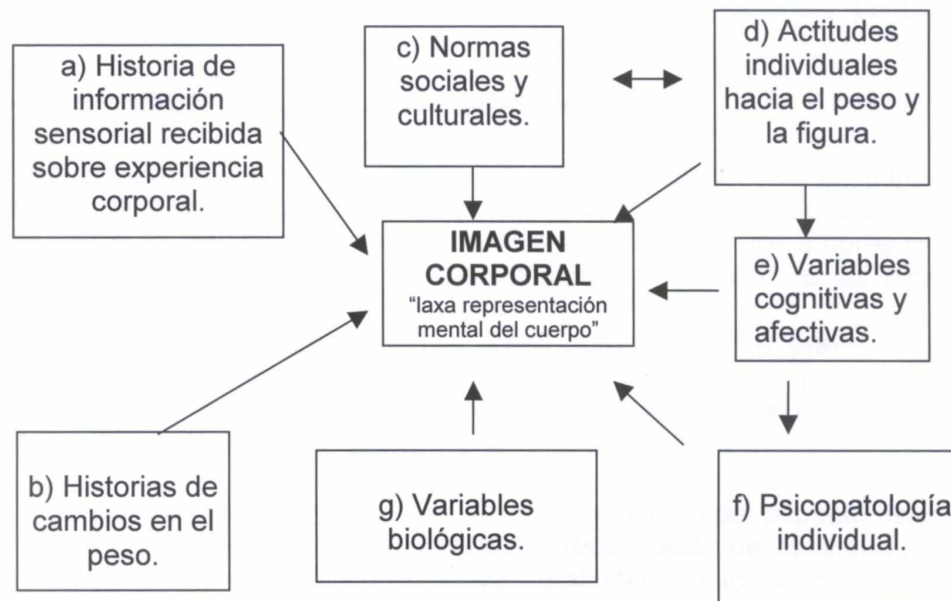 a) Historia de
información
sensorial recibida
sobre experiencia
corporal.
c) Normas
sociales y
culturales.
d) Actitudes
individuales
hacia el peso y
la figura.
IMAGEN
CORPORAL
“laxa representación
mental del cuerpo”
e) Variables
cognitivas y
afectivas.
b) Historias de
cambios en el
peso.
g) Variables
biológicas.
f) Psicopatología
individual.